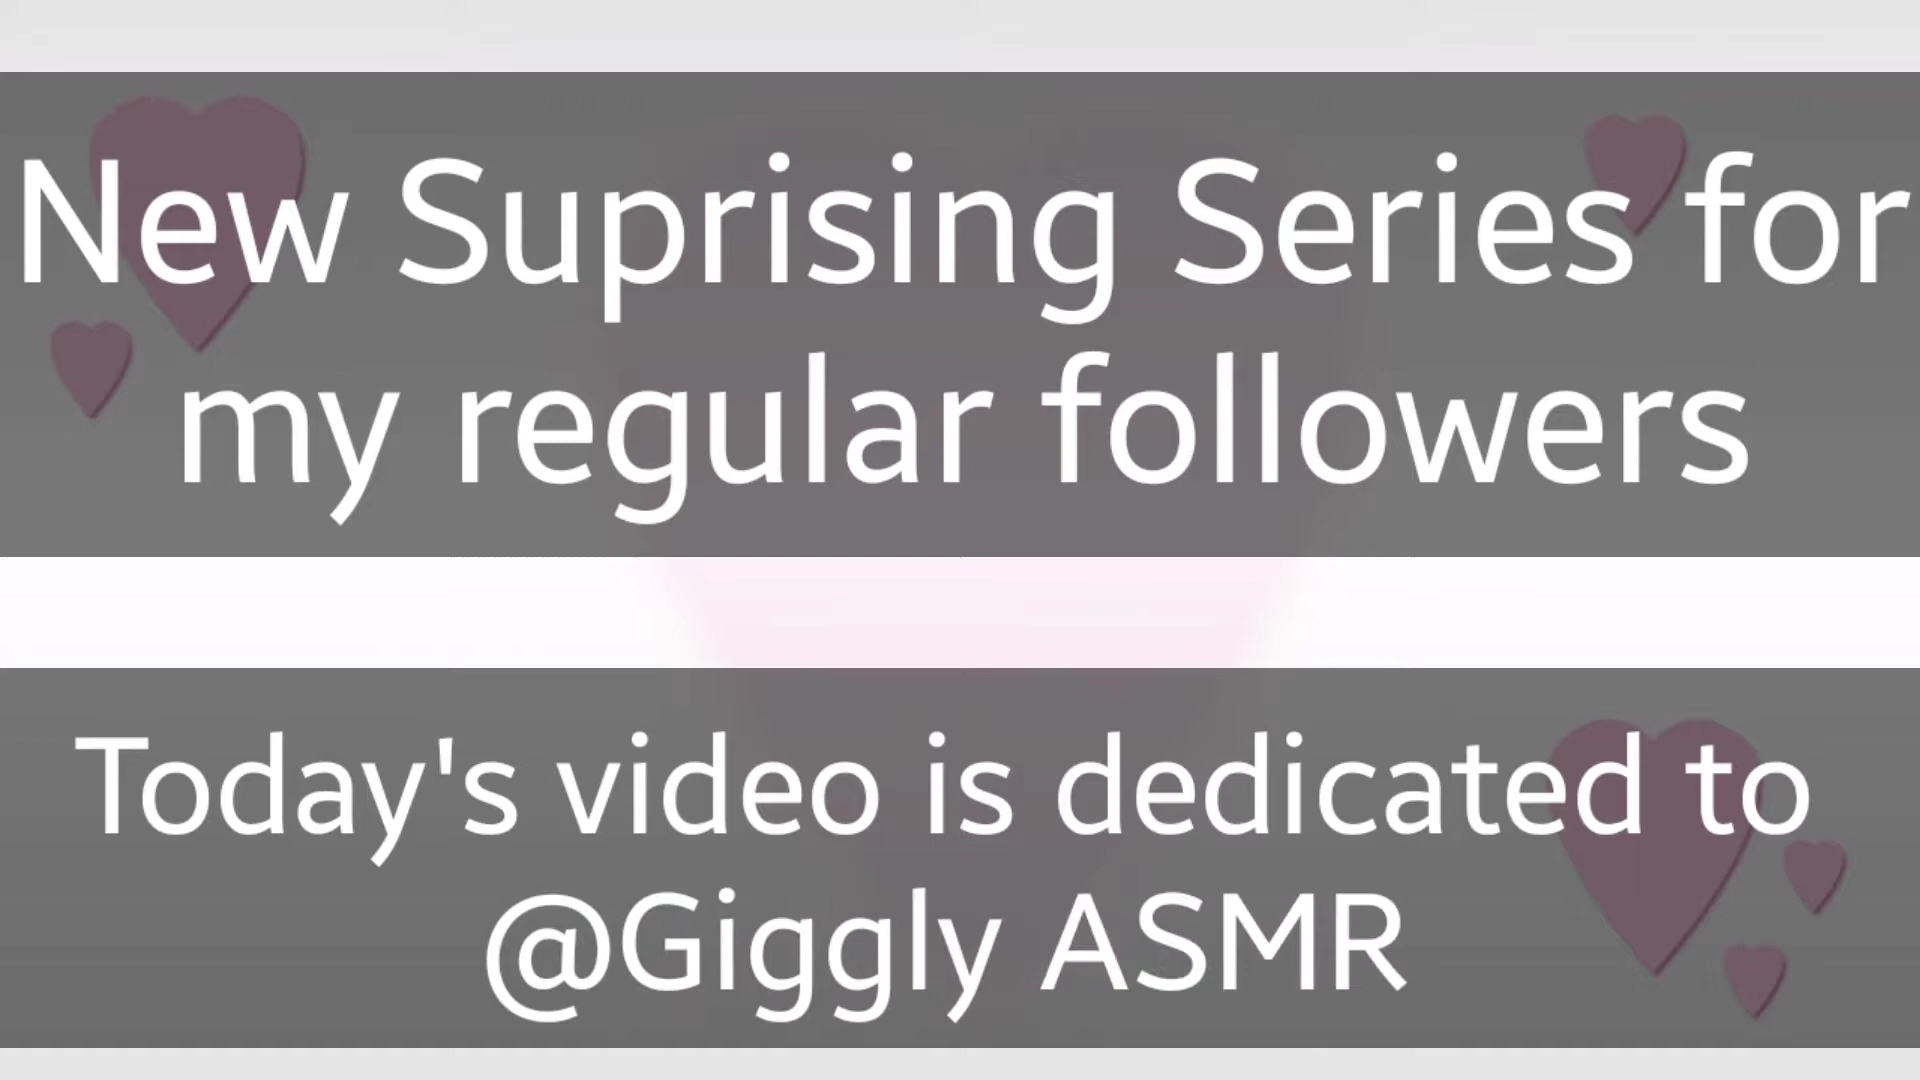 New Suprising Series for
my regular followers
Today's video is dedicated to
@Giggly ASMR